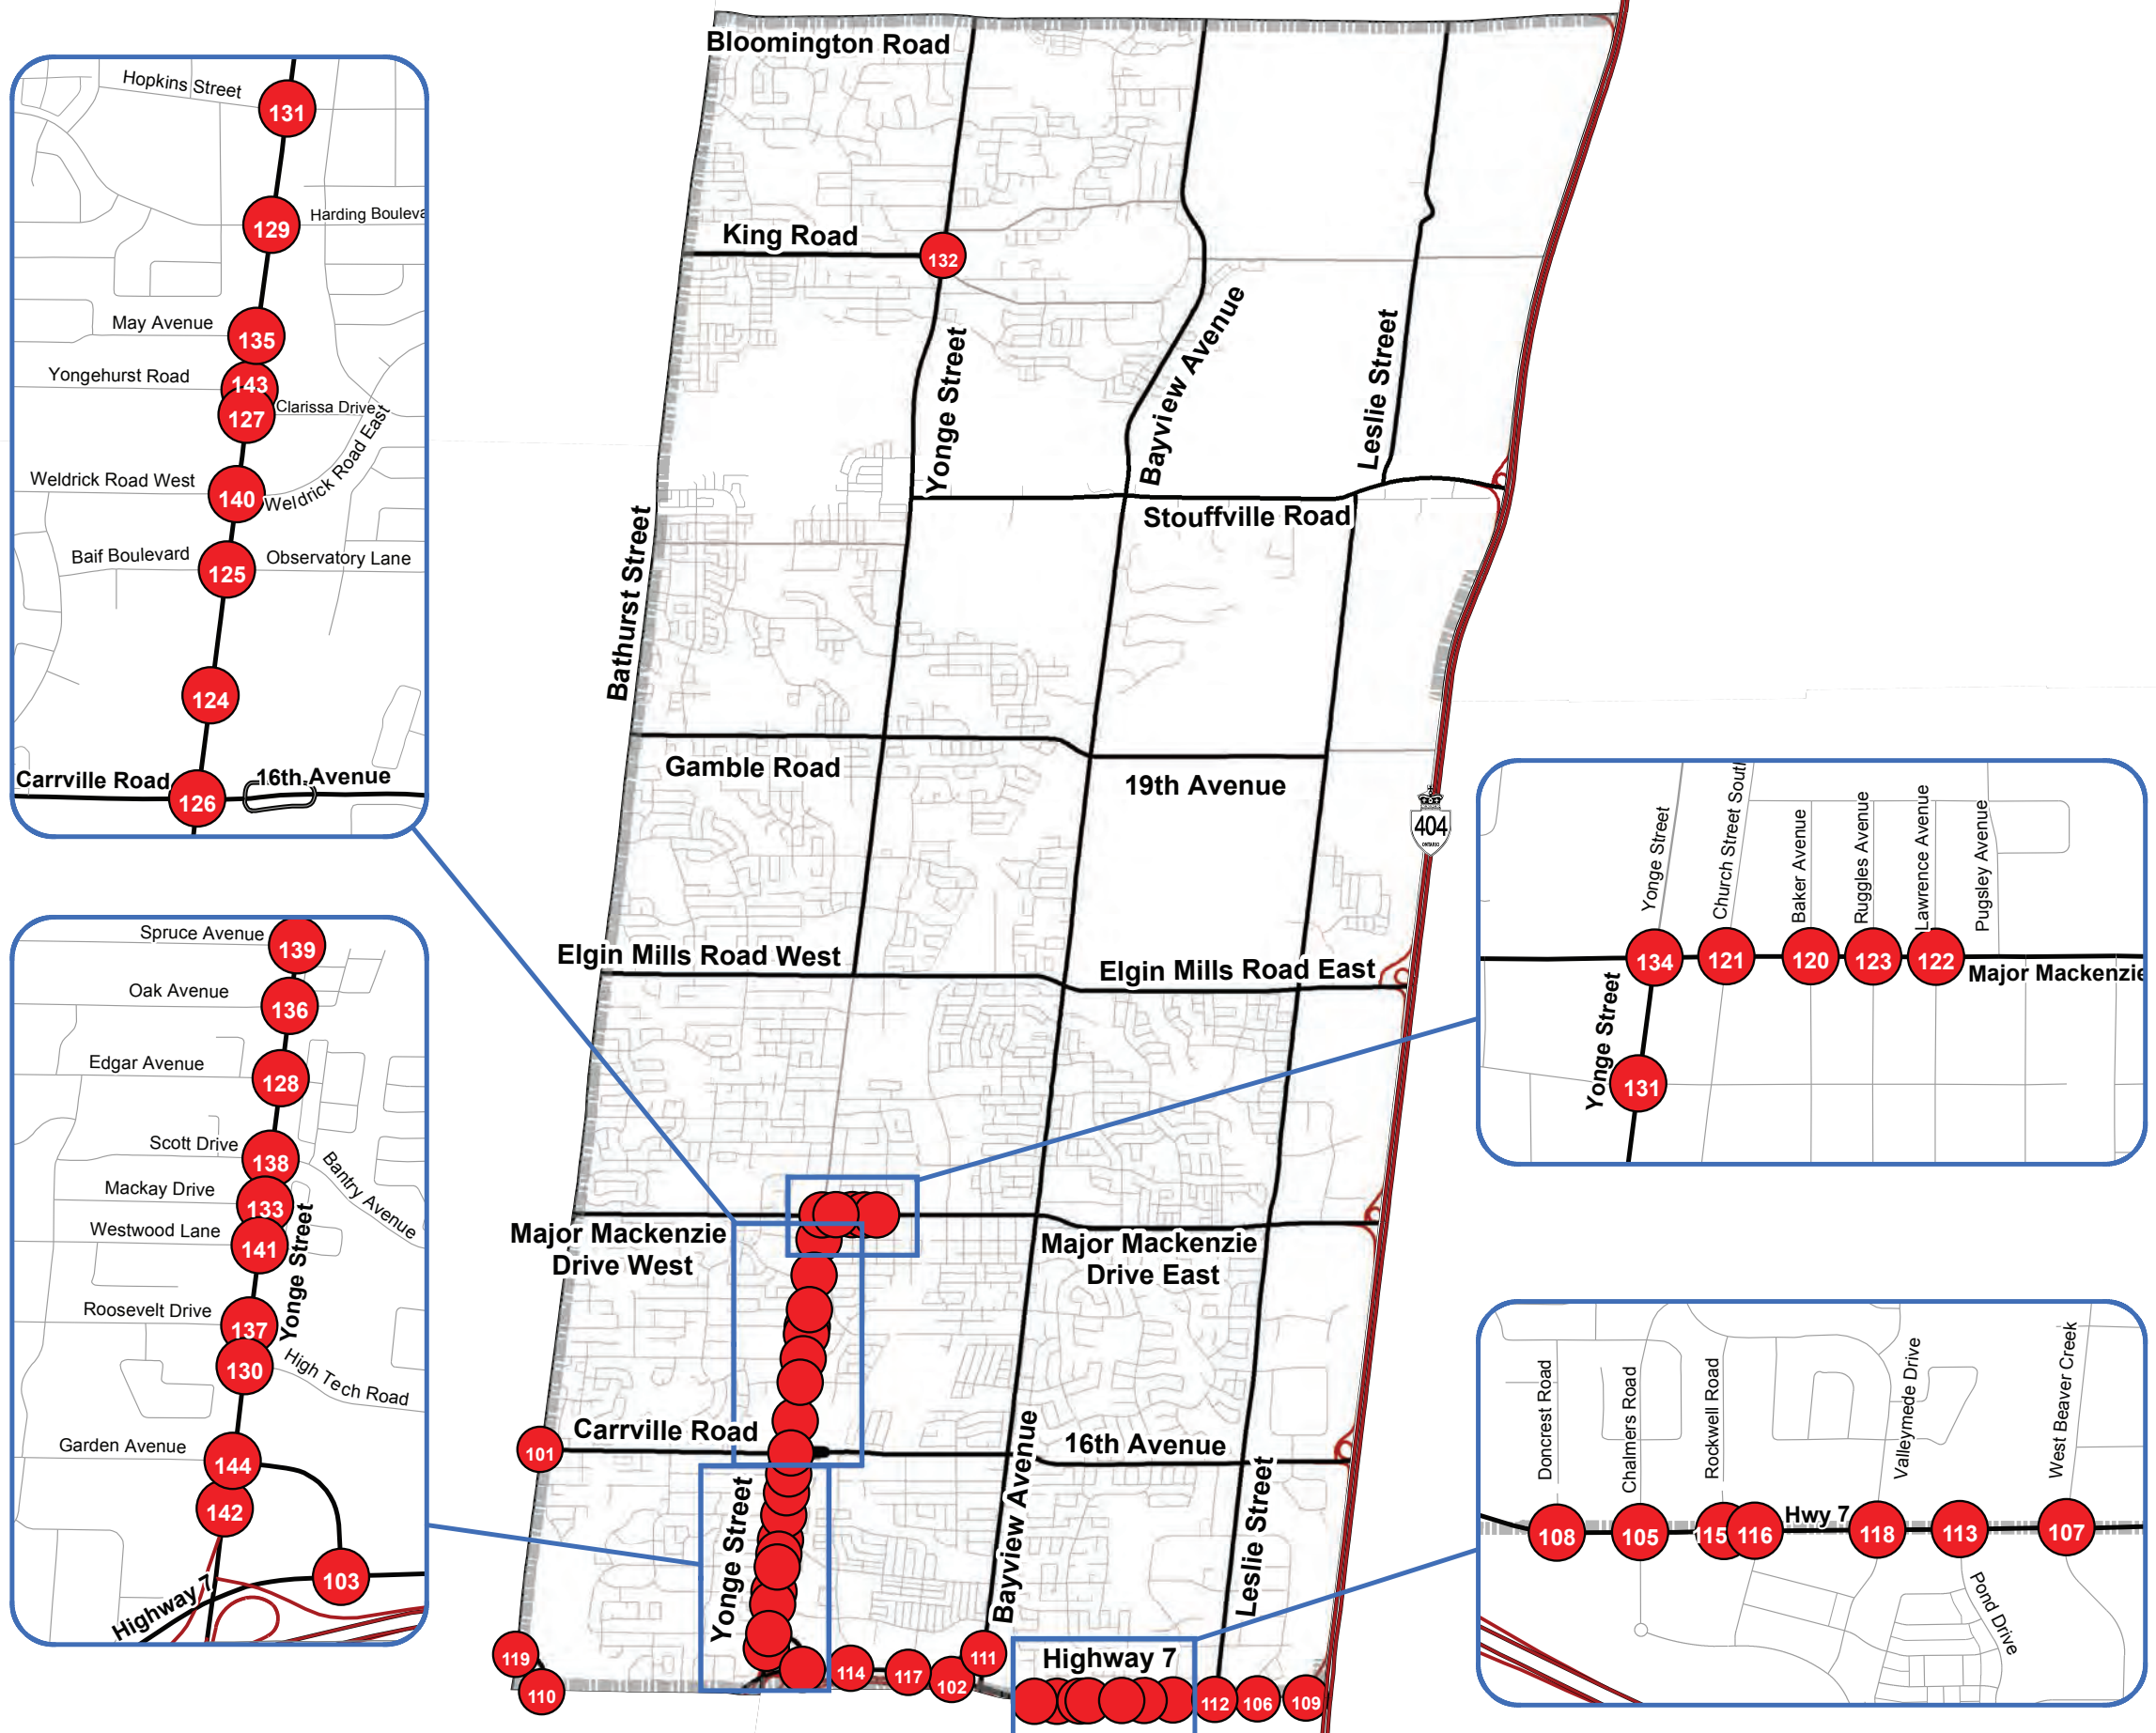 Hopkins Street
131
129
Harding Bouleva
May Avenue
135
Yongehurst Road
143
127
Clarissa Drive
Weldrick Road West
140
Weldrick Road East
Baif Boulevard
125
Observatory Lane
124
Carrville Road
126
16th Avenue
Spruce Avenue
139
Oak Avenue
136
Edgar Avenue
128
Scott Drive
138
Bantry Avenue
Mackay Drive
133
Westwood Lane
141
Yonge Street
Roosevelt Drive
137
130
High Tech Road
Garden Avenue
144
142
103
Highway 7
Bloomington Road
King Road
132
Yonge Street
Bayview Avenue
Leslie Street
Stouffville Road
Bathurst Street
Gamble Road
19th Avenue
404
ONTARIO
Elgin Mills Road West
Elgin Mills Road East
Major Mackenzie
Drive West
Major Mackenzie
Drive East
101
Carrville Road
16th Avenue
Yonge Street
Bayview Avenue
Leslie Street
119
110
114
117
102
111
Highway 7
112
106
109
Yonge Street
Church Street Sout
Baker Avenue
Ruggles Avenue
Lawrence Avenue
Pugsley Avenue
134
121
120
123
122
Major Mackenzie
Yonge Street
131
Doncrest Road
Chalmers Road
Rockwell Road
Valleymede Drive
West Beaver Creek
108
105
115
116
Hwy 7
118
113
107
Pond Drive